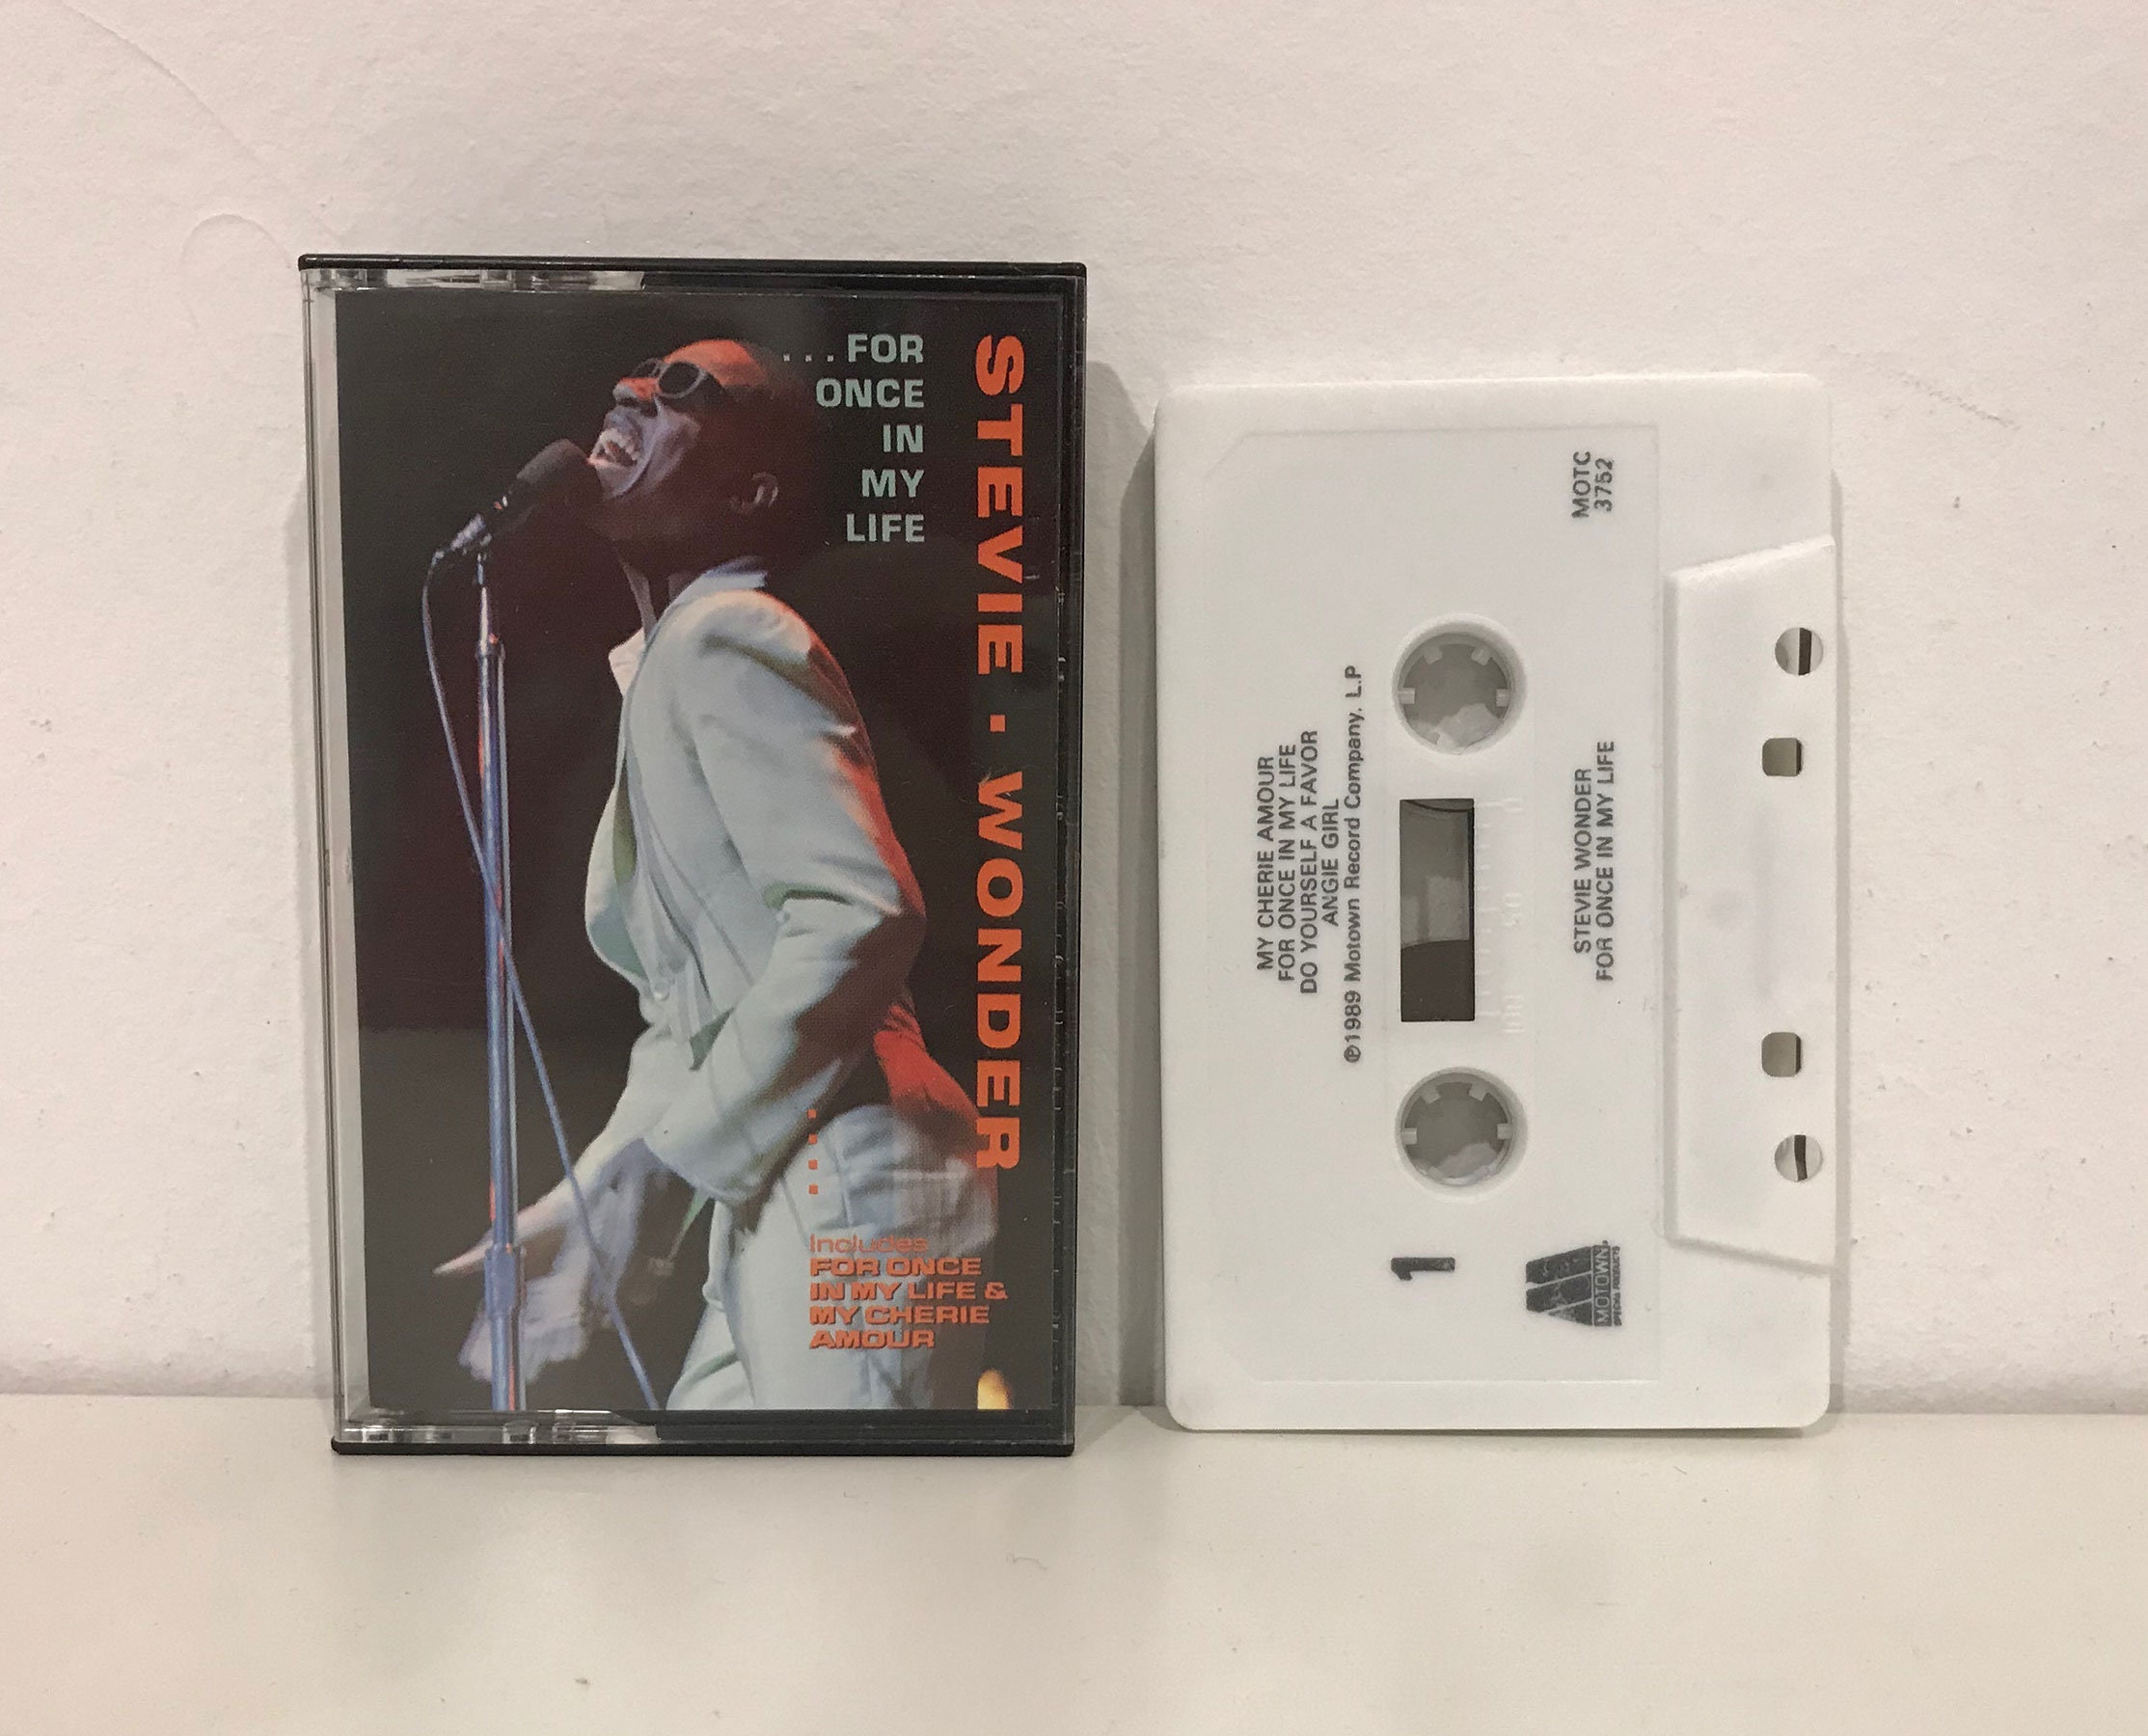 ...FOR
ONCE
IN
MY
LIFE
STEVIE · WONDER
....
Includes
FOR ONCE
IN MY LIFE &
MY CHERIE
AMOUR
MY CHERIE AMOUR
FOR ONCE IN MY LIFE
DO YOURSELF A FAVOR
ANGIE GIRL
℗1989 Motown Record Company. L.P
1
MOTOWN
STEVIE WONDER
FOR ONCE IN MY LIFE
MOTC
3752